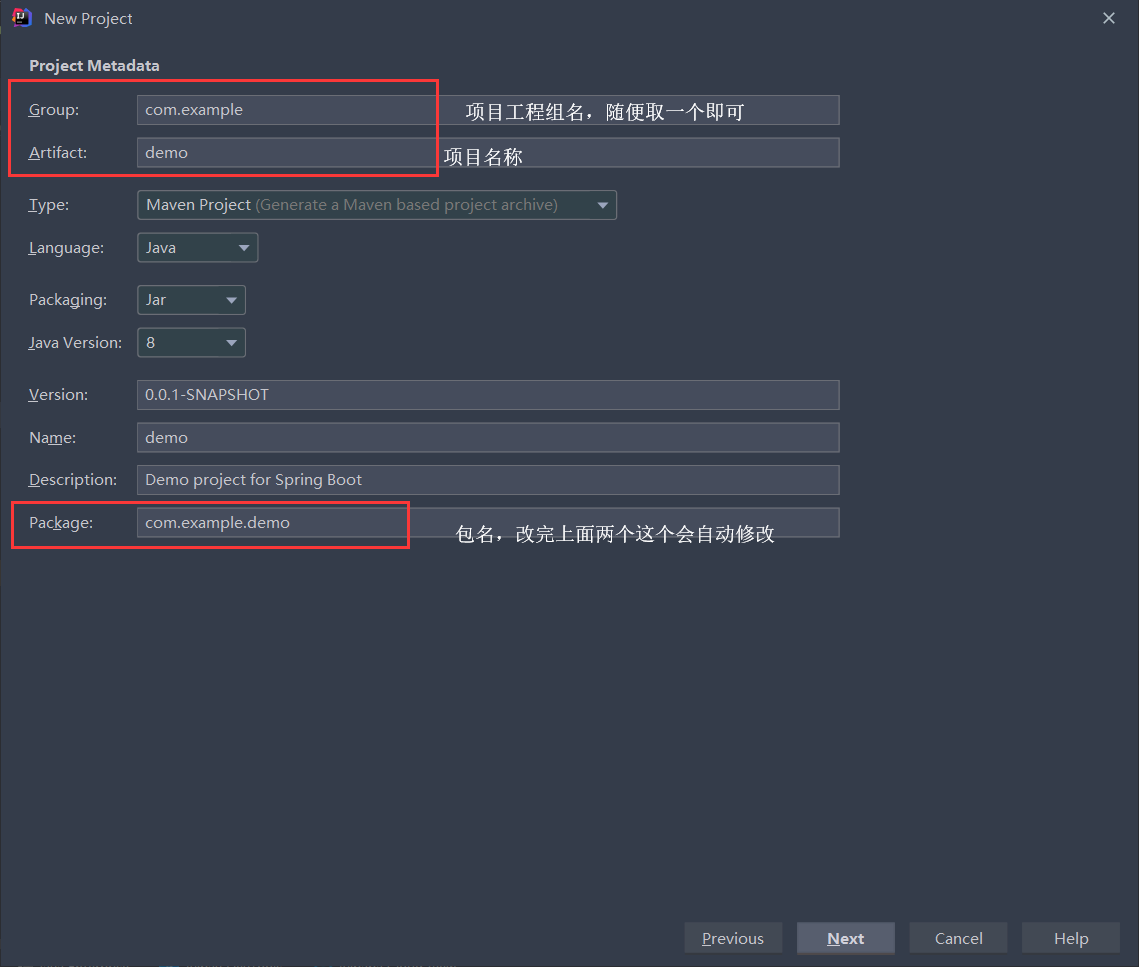 New Project
Project Metadata
Group: com.example 项目工程组名，随便取一个即可
Artifact: demo 项目名称
Type: Maven Project (Generate a Maven based project archive)
Language: Java
Packaging: Jar
Java Version: 8
Version: 0.0.1-SNAPSHOT
Name: demo
Description: Demo project for Spring Boot
Package: com.example.demo 包名，改完上面两个这个会自动修改
Previous Next Cancel Help